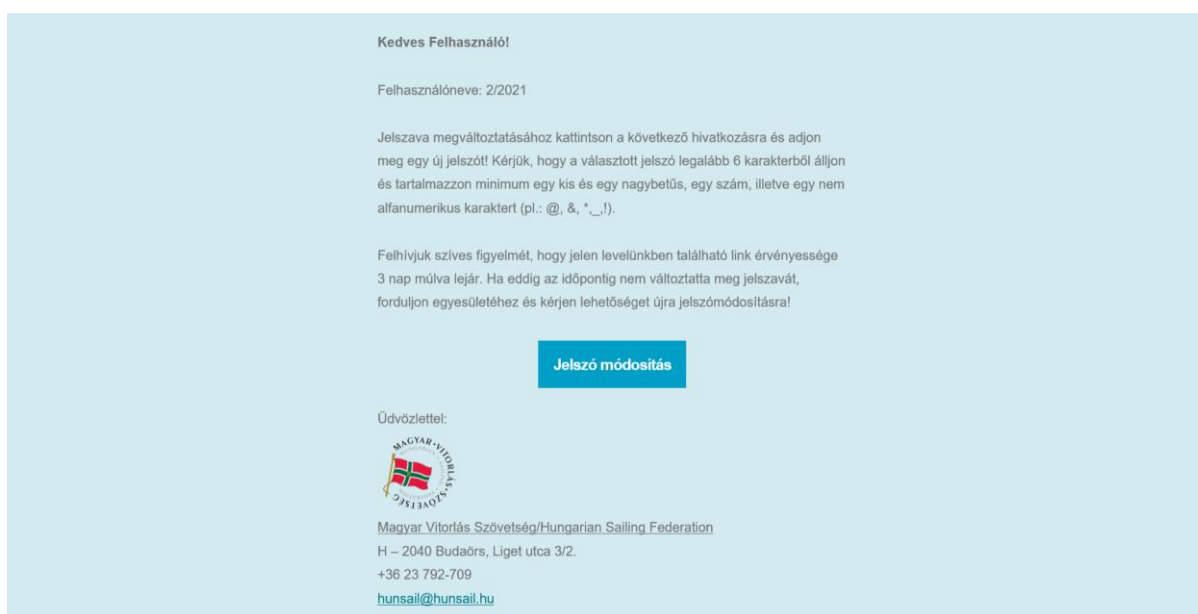 Kedves Felhasználó!
Felhasználóneve: 2/2021
Jelszava megváltoztatásához kattintson a következő hivatkozásra és adjon
meg egy új jelszót! Kérjük, hogy a választott jelszó legalább 6 karakterből álljon
és tartalmazzon minimum egy kis és egy nagybetűs, egy szám, illetve egy nem
alfanumerikus karaktert (pl.: @, &, *,_,!).
Felhívjuk szíves figyelmét, hogy jelen levelünkben található link érvényessége
3 nap múlva lejár. Ha eddig az időpontig nem változtatta meg jelszavát,
forduljon egyesületéhez és kérjen lehetőséget újra jelszómódosításra!
Jelszó módosítás
Üdvözlettel:
MAGYAR·VITORLÁS·SZÖVETSÉG
Magyar Vitorlás Szövetség/Hungarian Sailing Federation
H – 2040 Budaörs, Liget utca 3/2.
+36 23 792-709
hunsail@hunsail.hu